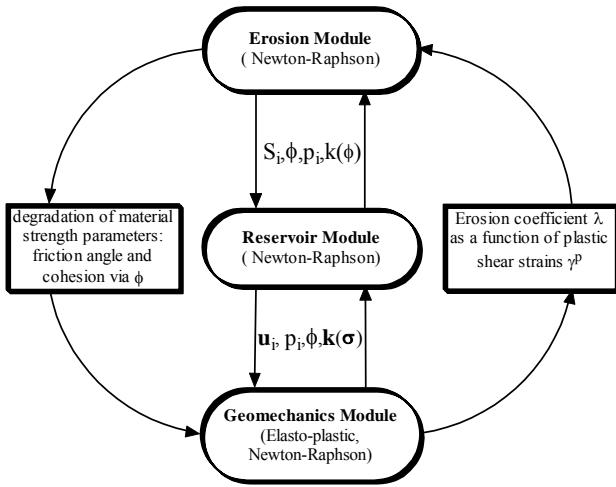 Erosion Module
( Newton-Raphson)
S_i,ϕ,p_i,k(ϕ)
degradation of material
strength parameters:
friction angle and
cohesion via ϕ
Reservoir Module
( Newton-Raphson)
Erosion coefficient λ
as a function of plastic
shear strains γ^p
u_i, p_i,ϕ,k(σ)
Geomechanics Module
(Elasto-plastic,
Newton-Raphson)